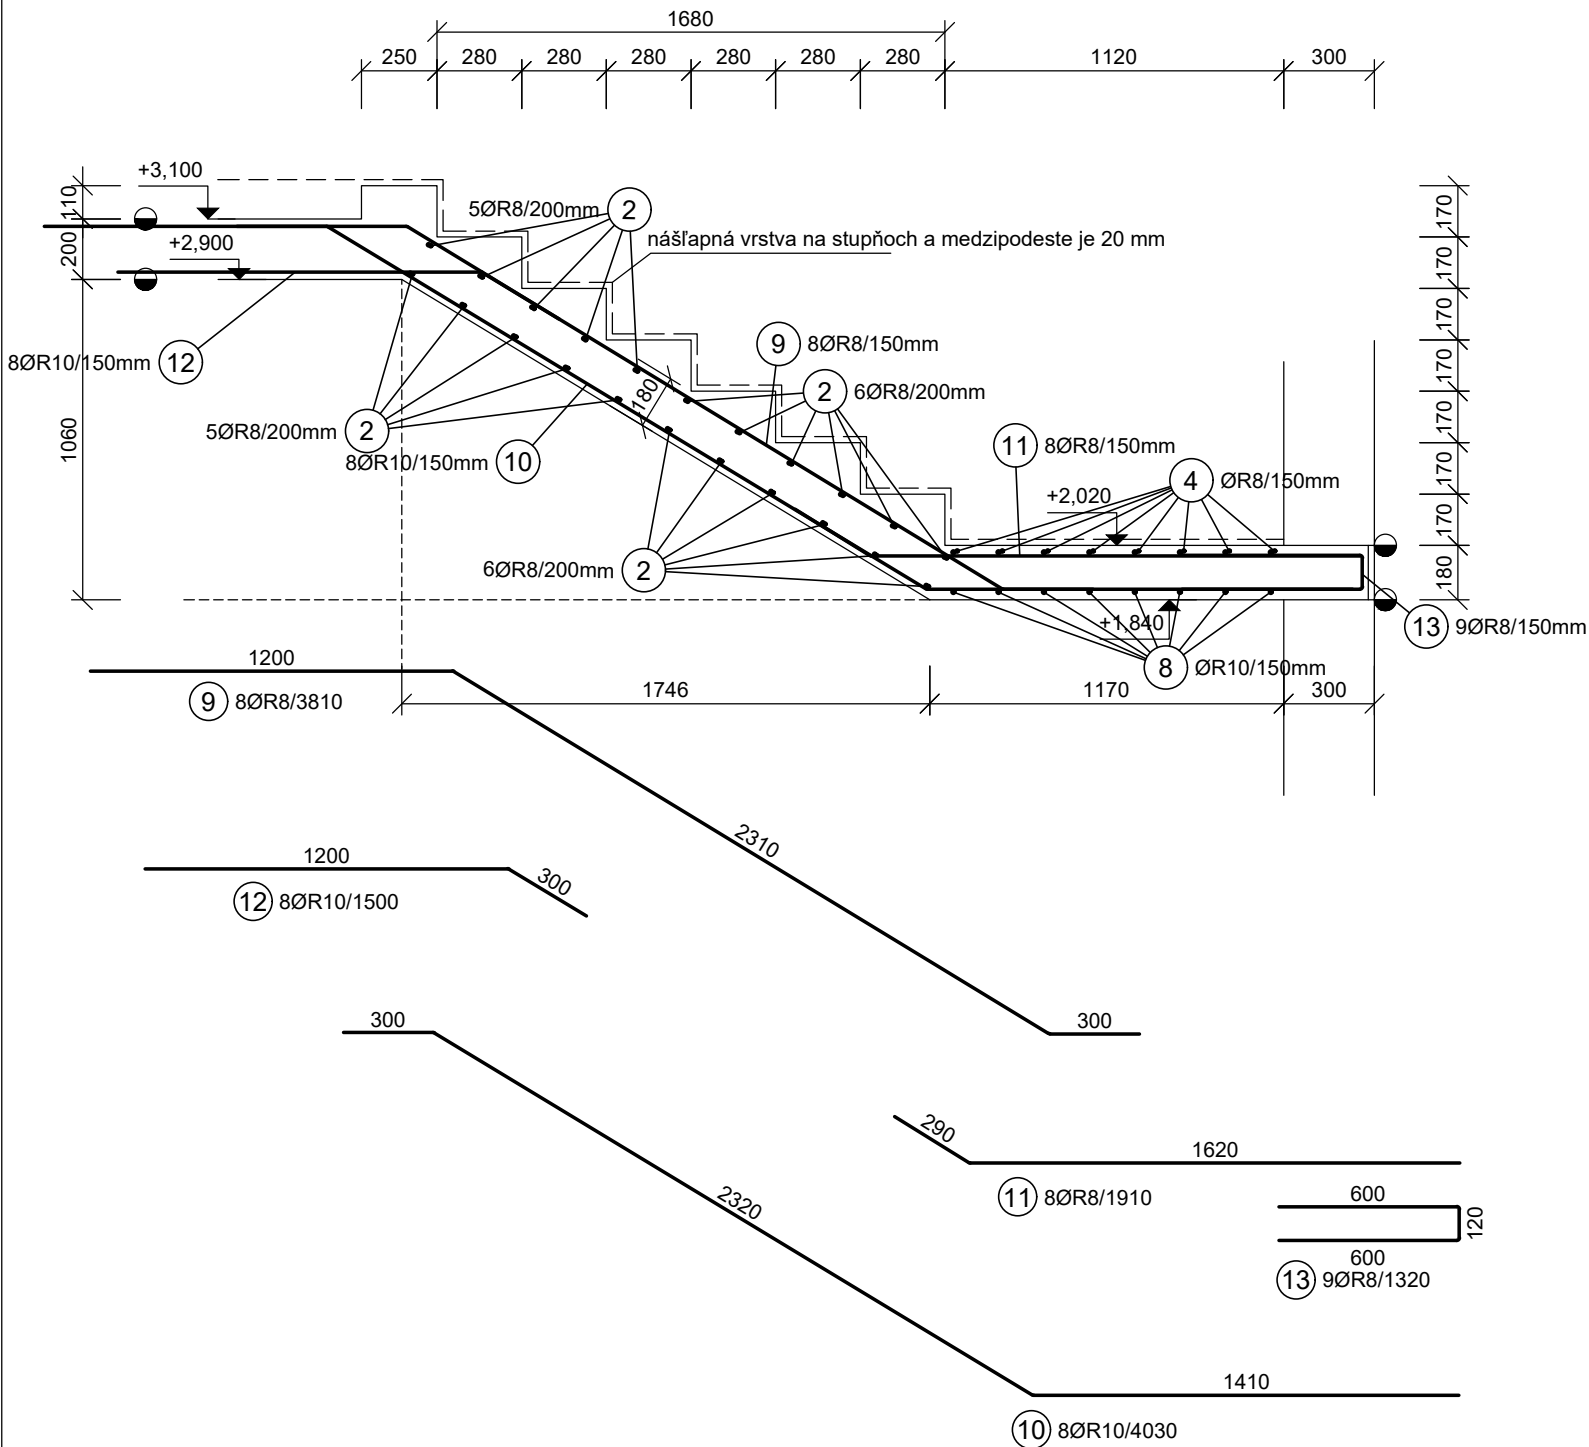 1680
250 280 280 280 280 280 280 1120 300
+3,100
110
200
+2,900
1060
5ØR8/200mm 2
nášľapná vrstva na stupňoch a medzipodeste je 20 mm
170
170
170
170
170
170
170
180
8ØR10/150mm 12
9 8ØR8/150mm
180
2 6ØR8/200mm
5ØR8/200mm 2
8ØR10/150mm 10
11 8ØR8/150mm
4 ØR8/150mm
+2,020
6ØR8/200mm 2
+1,840
13 9ØR8/150mm
8 ØR10/150mm
1200
9 8ØR8/3810
1746 1170 300
2310
300
1200
300
12 8ØR10/1500
300
2320
1410
10 8ØR10/4030
290
1620
11 8ØR8/1910
600
120
600
13 9ØR8/1320